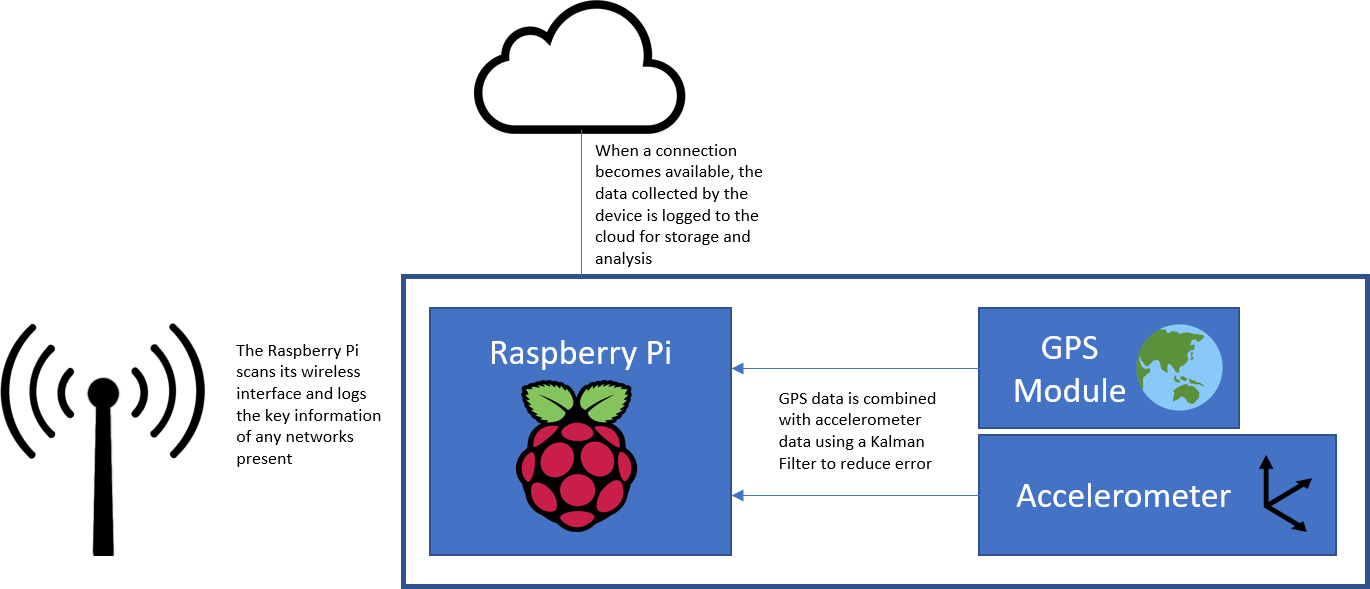 When a connection
becomes available, the
data collected by the
device is logged to the
cloud for storage and
analysis
The Raspberry Pi
scans its wireless
interface and logs
the key information
of any networks
present
Raspberry Pi
GPS data is combined
with accelerometer
data using a Kalman
Filter to reduce error
GPS
Module
Accelerometer